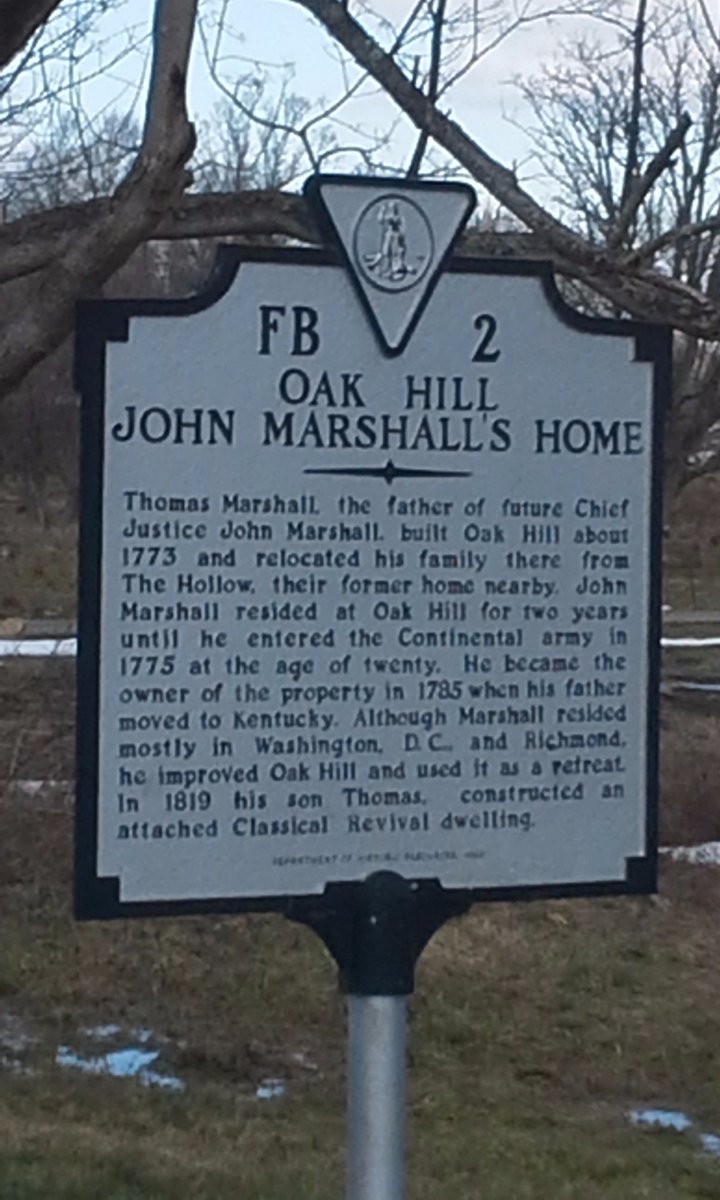 FB 2
OAK HILL
JOHN MARSHALL'S HOME
Thomas Marshall, the father of future Chief
Justice John Marshall, built Oak Hill about
1773 and relocated his family there from
The Hollow, their former home nearby. John
Marshall resided at Oak Hill for two years
until he entered the Continental army in
1775 at the age of twenty. He became the
owner of the property in 1785 when his father
moved to Kentucky. Although Marshall resided
mostly in Washington, D.C., and Richmond,
he improved Oak Hill and used it as a retreat.
In 1819 his son Thomas, constructed an
attached Classical Revival dwelling.
DEPARTMENT OF HISTORIC RESOURCES,